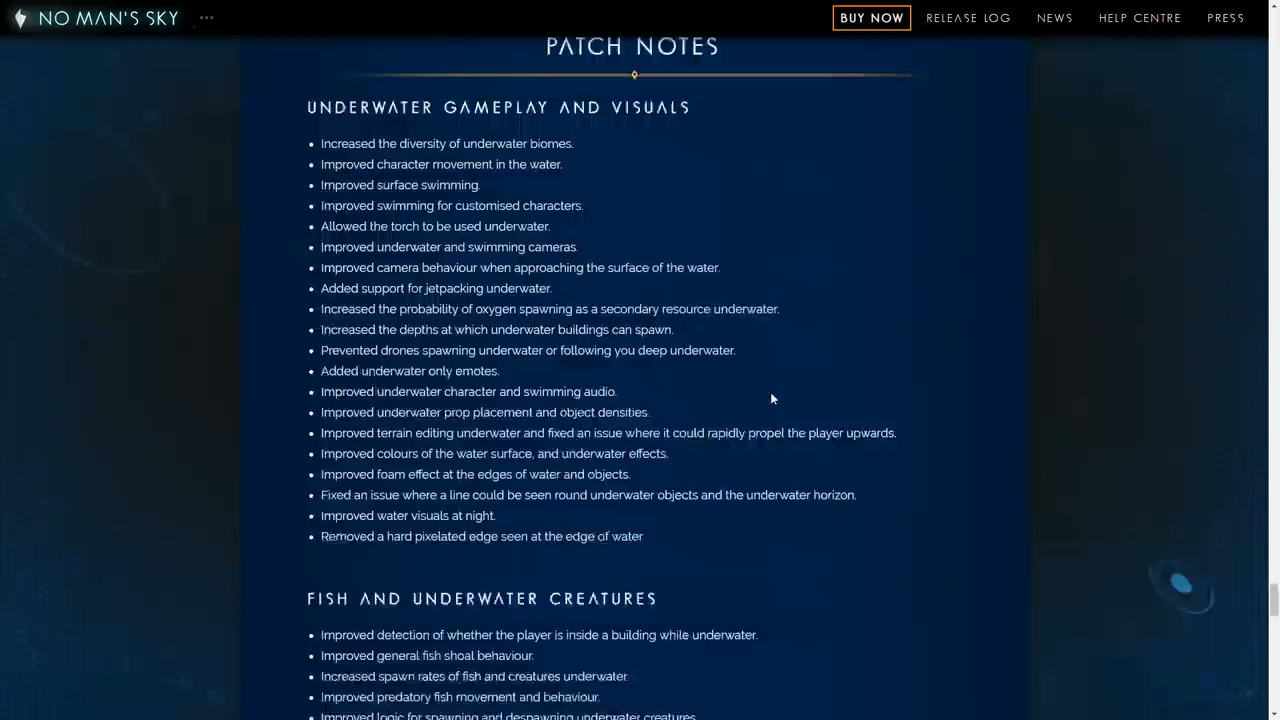 NO MAN'S SKY
BUY NOW
RELEASE LOG
NEWS
HELP CENTRE
PRESS
PATCH NOTES
UNDERWATER GAMEPLAY AND VISUALS
• Increased the diversity of underwater biomes.
• Improved character movement in the water.
• Improved surface swimming.
• Improved swimming for customised characters.
• Allowed the torch to be used underwater.
• Improved underwater and swimming cameras.
• Improved camera behaviour when approaching the surface of the water.
• Added support for jetpacking underwater.
• Increased the probability of oxygen spawning as a secondary resource underwater.
• Increased the depths at which underwater buildings can spawn.
• Prevented drones spawning underwater or following you deep underwater.
• Added underwater only emotes.
• Improved underwater character and swimming audio.
• Improved underwater prop placement and object densities.
• Improved terrain editing underwater and fixed an issue where it could rapidly propel the player upwards.
• Improved colours of the water surface, and underwater effects.
• Improved foam effect at the edges of water and objects.
• Fixed an issue where a line could be seen round underwater objects and the underwater horizon.
• Improved water visuals at night.
• Removed a hard pixelated edge seen at the edge of water
FISH AND UNDERWATER CREATURES
• Improved detection of whether the player is inside a building while underwater.
• Improved general fish shoal behaviour.
• Increased spawn rates of fish and creatures underwater.
• Improved predatory fish movement and behaviour.
• Improved logic for spawning and despawning underwater creatures.